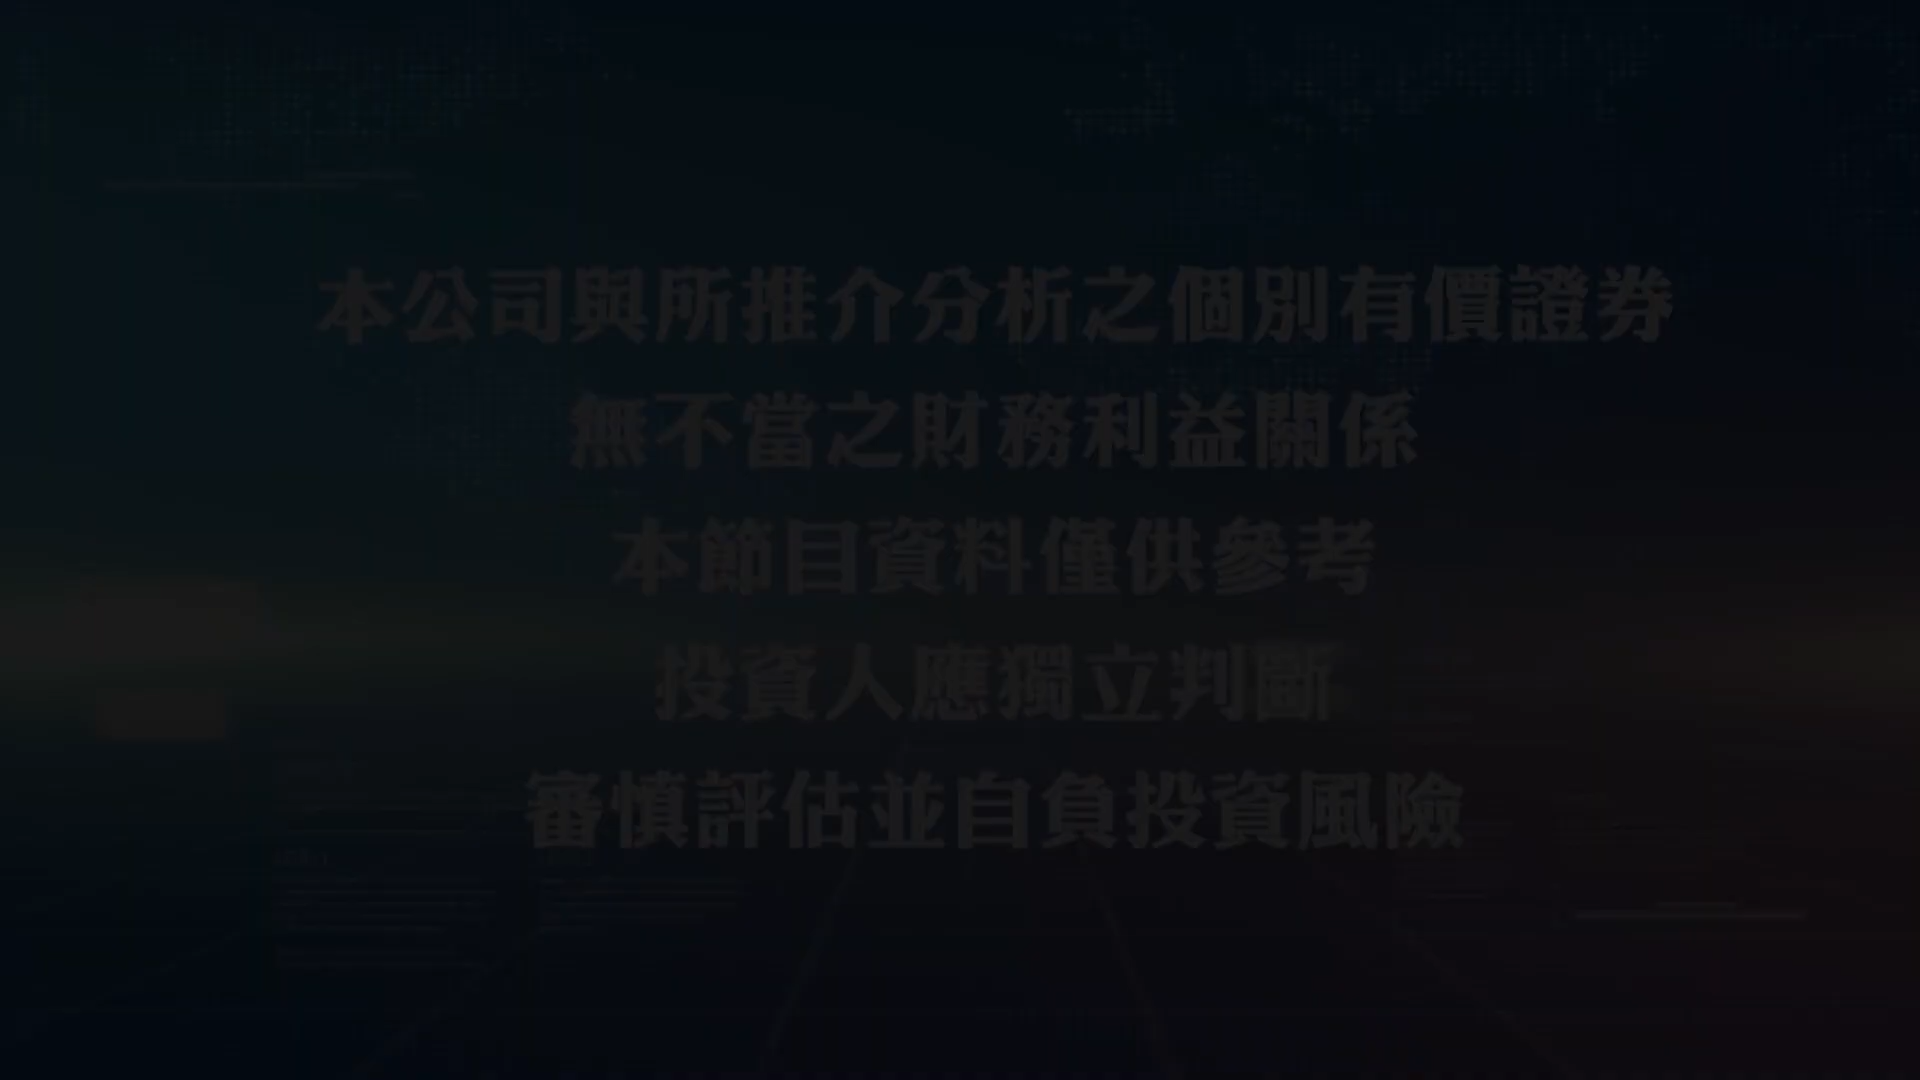 本公司與所推介分析之個別有價證券
無不當之財務利益關係
本節目資料僅供參考
投資人應獨立判斷
審慎評估並自負投資風險